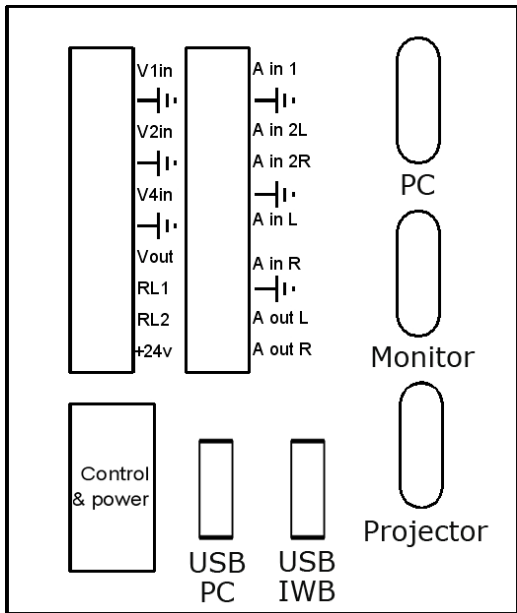 V1in
V2in
V4in
Vout
RL1
RL2
+24v
A in 1
A in 2L
A in 2R
A in L
A in R
A out L
A out R
PC
Monitor
Projector
Control
& power
USB
PC
USB
IWB